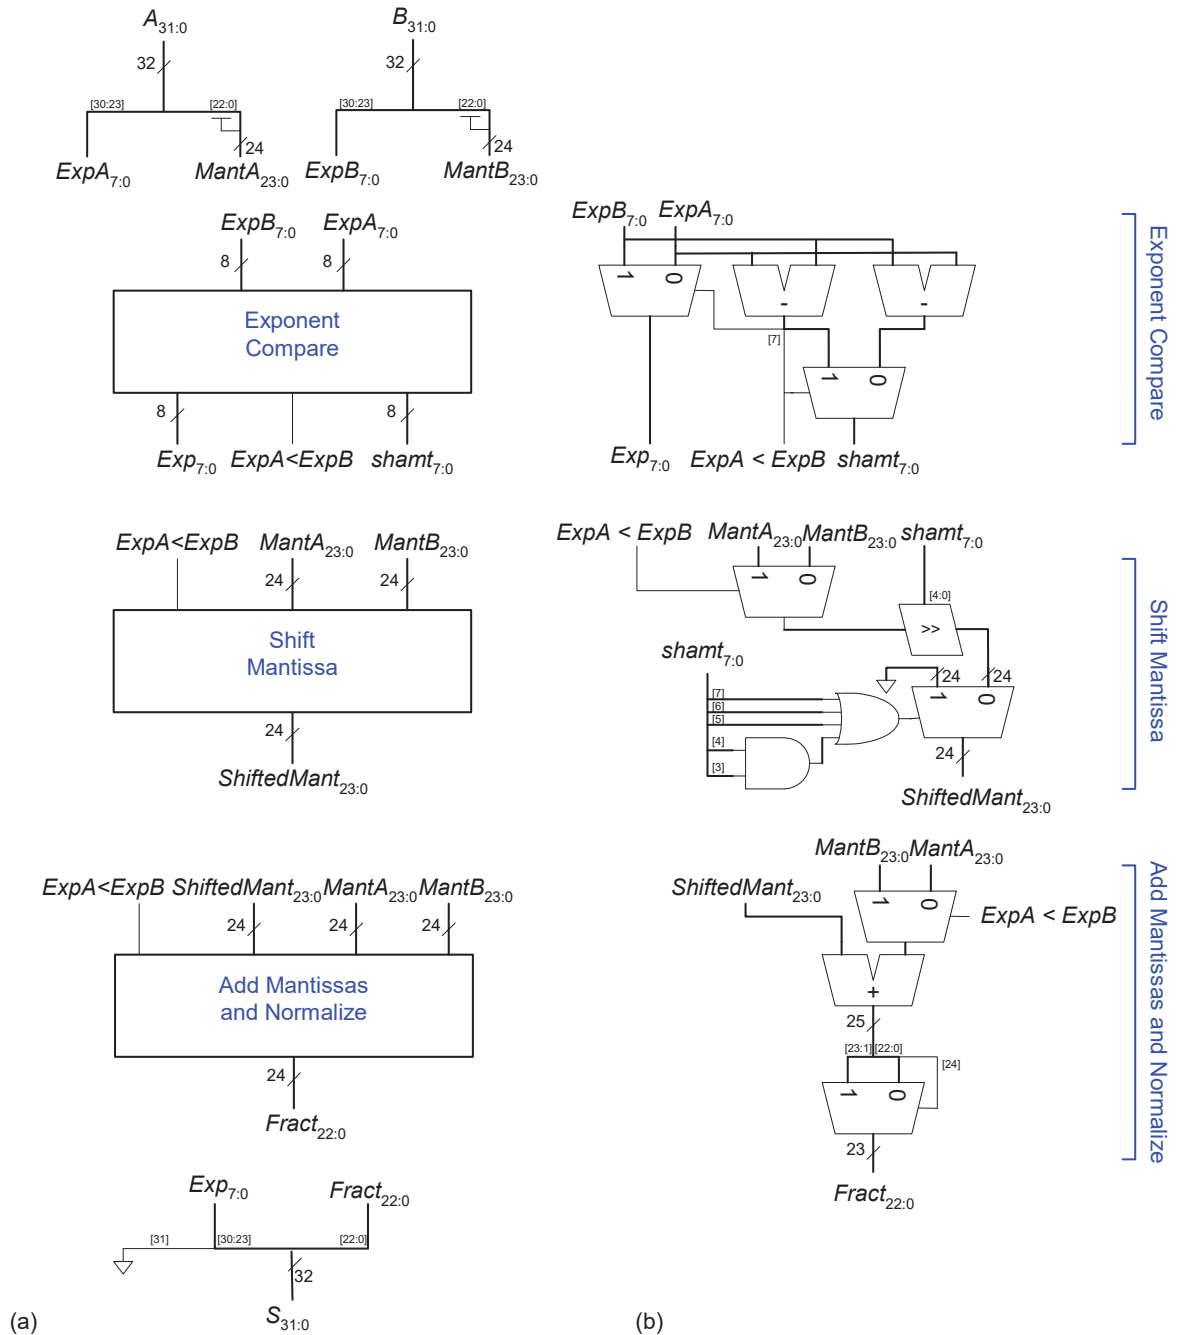 A31:0
B31:0
32
32
[30:23] [22:0]
[30:23] [22:0]
24
24
ExpA7:0 MantA23:0
ExpB7:0 MantB23:0
ExpB7:0 ExpA7:0
8 8
Exponent
Compare
8 8
Exp7:0 ExpA<ExpB shamt7:0
ExpA<ExpB MantA23:0 MantB23:0
24 24
Shift
Mantissa
24
ShiftedMant23:0
ExpA<ExpB ShiftedMant23:0 MantA23:0 MantB23:0
24 24 24
Add Mantissas
and Normalize
24
Fract22:0
Exp7:0 Fract22:0
[31] [30:23] [22:0]
32
S31:0
(a)
ExpB7:0 ExpA7:0
1 0
-
-
[7]
1 0
Exp7:0 ExpA < ExpB shamt7:0
Exponent Compare
ExpA < ExpB MantA23:0 MantB23:0 shamt7:0
1 0
[4:0]
>>
shamt7:0
24 24
1 0
[7]
[6]
[5]
[4]
[3]
24
ShiftedMant23:0
Shift Mantissa
MantB23:0 MantA23:0
ShiftedMant23:0
1 0
ExpA < ExpB
+
25
[23:1] [22:0]
[24]
1 0
23
Fract22:0
Add Mantissas and Normalize
(b)